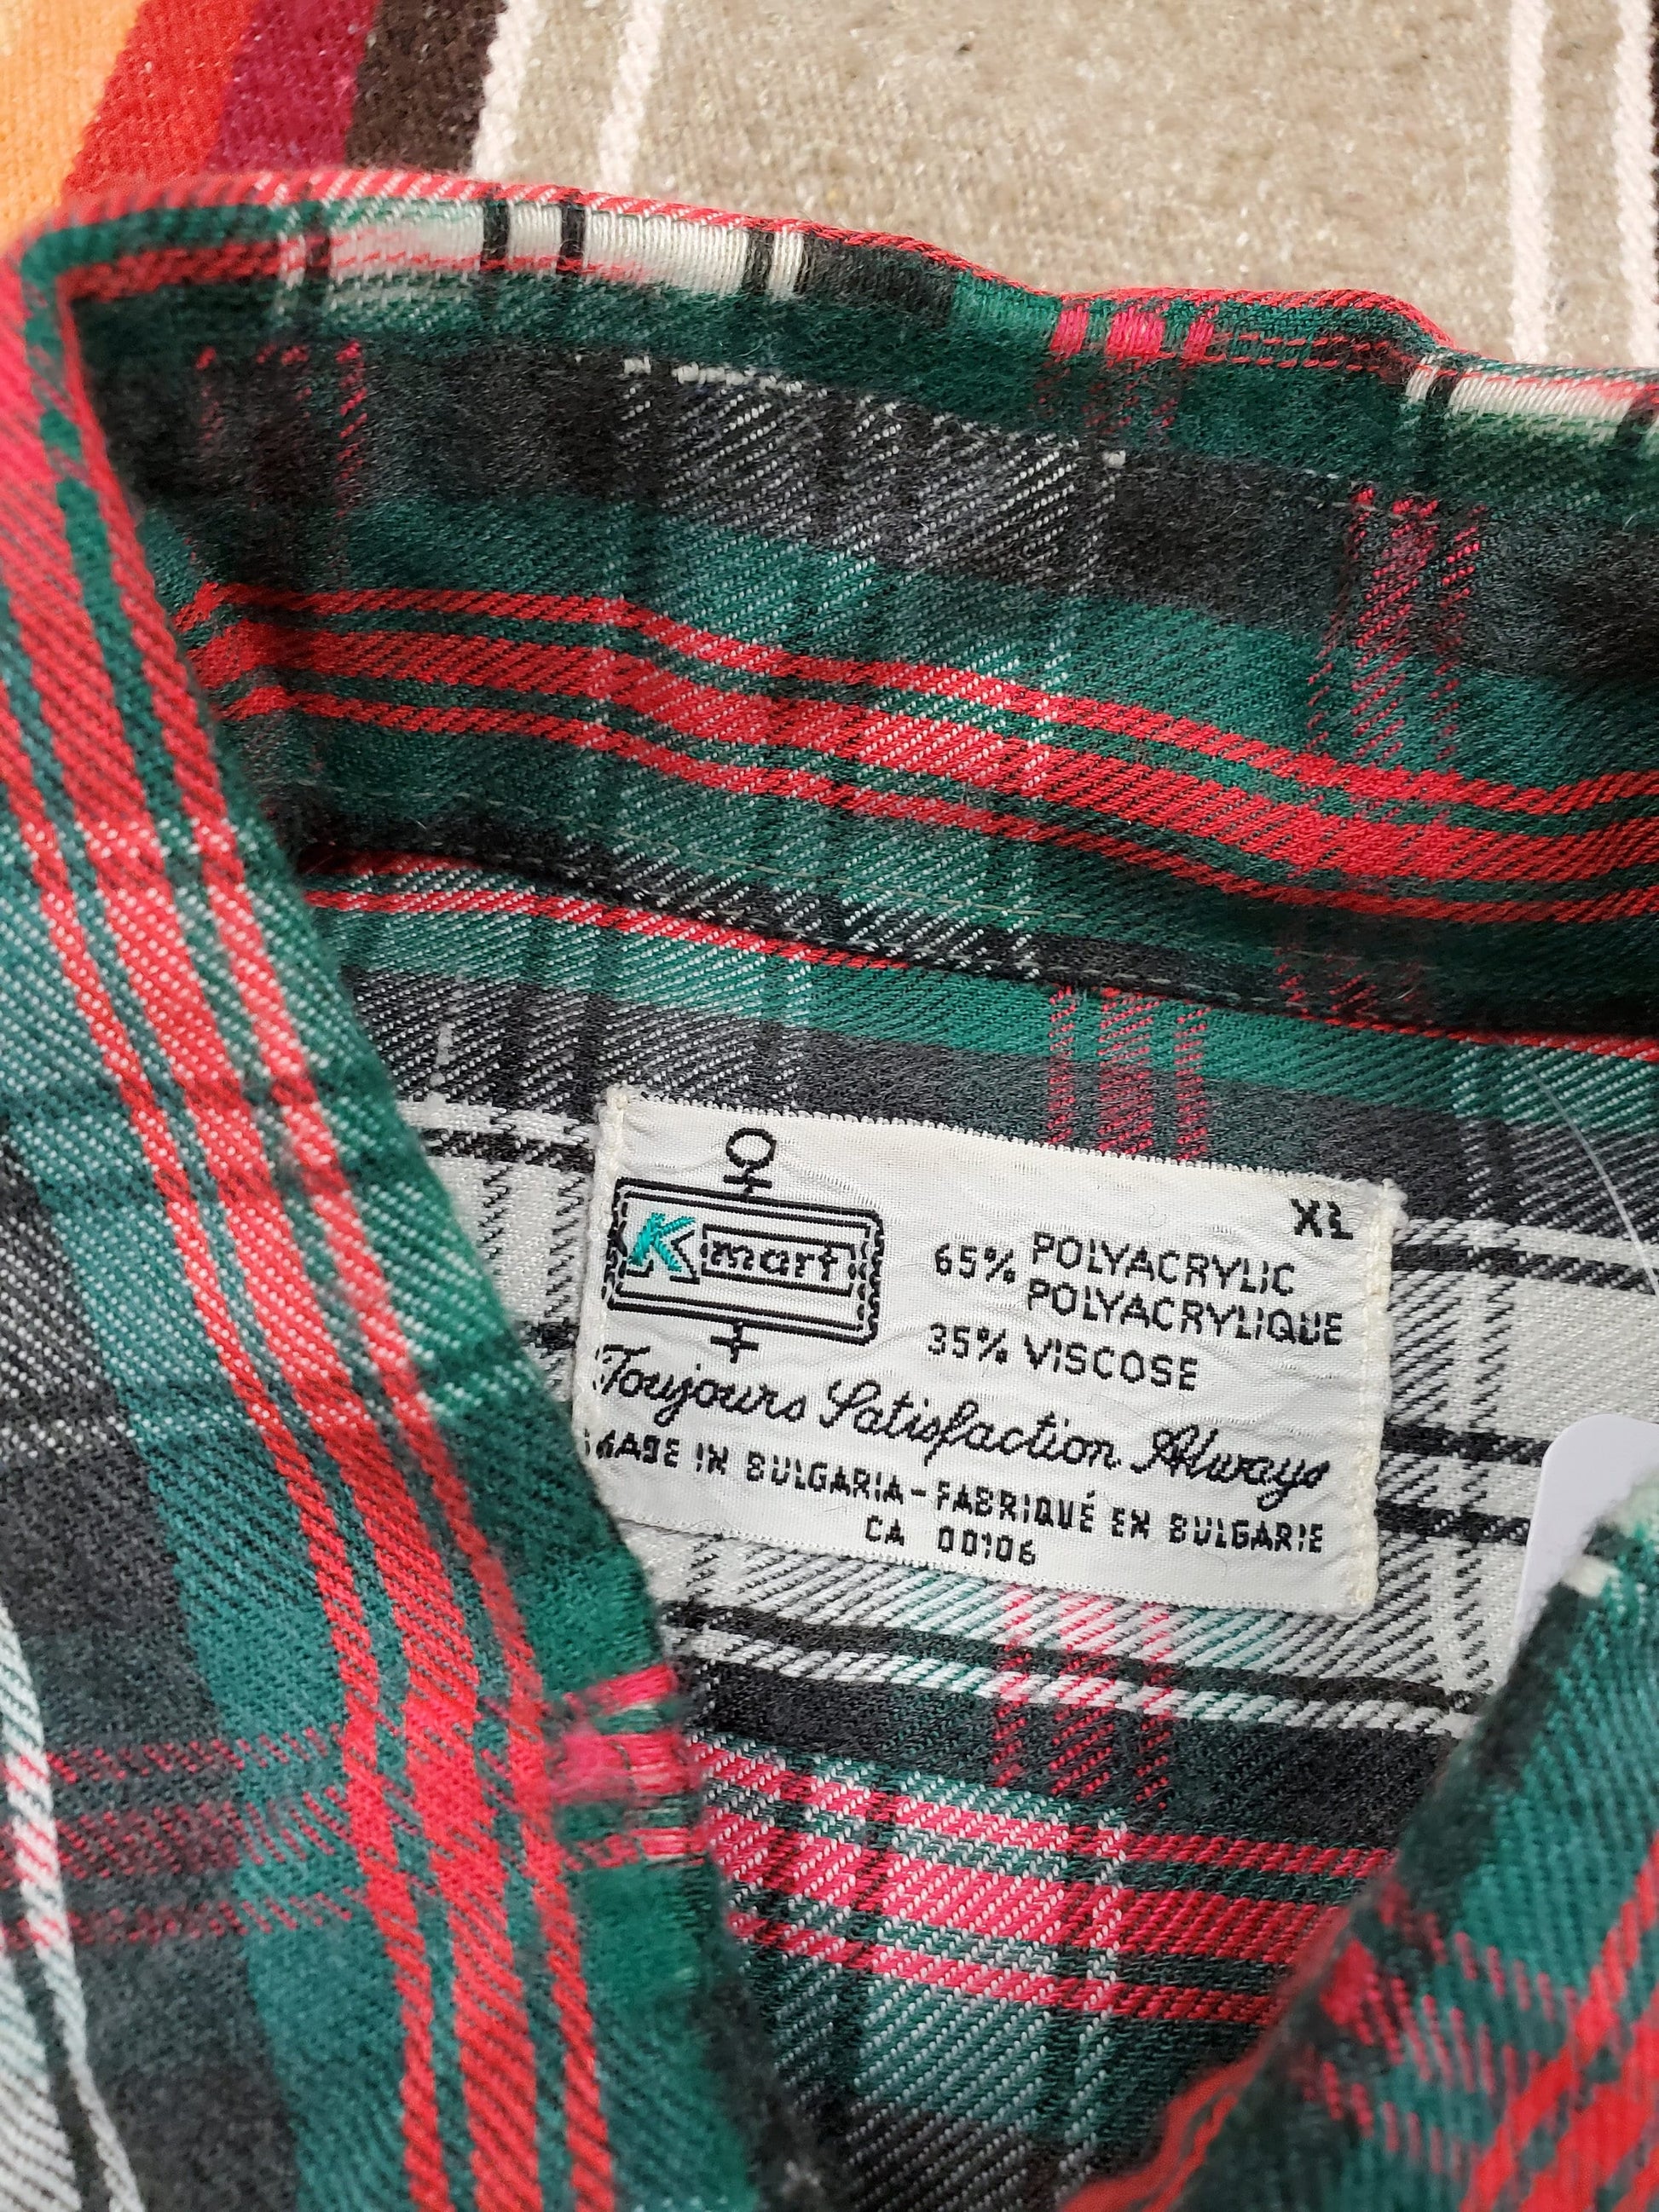 XL
Kmart
65% POLYACRYLIC
POLYACRYLIQUE
35% VISCOSE
Toujours Satisfaction Always
MADE IN BULGARIA - FABRIQUÉ EN BULGARIE
CA 00106